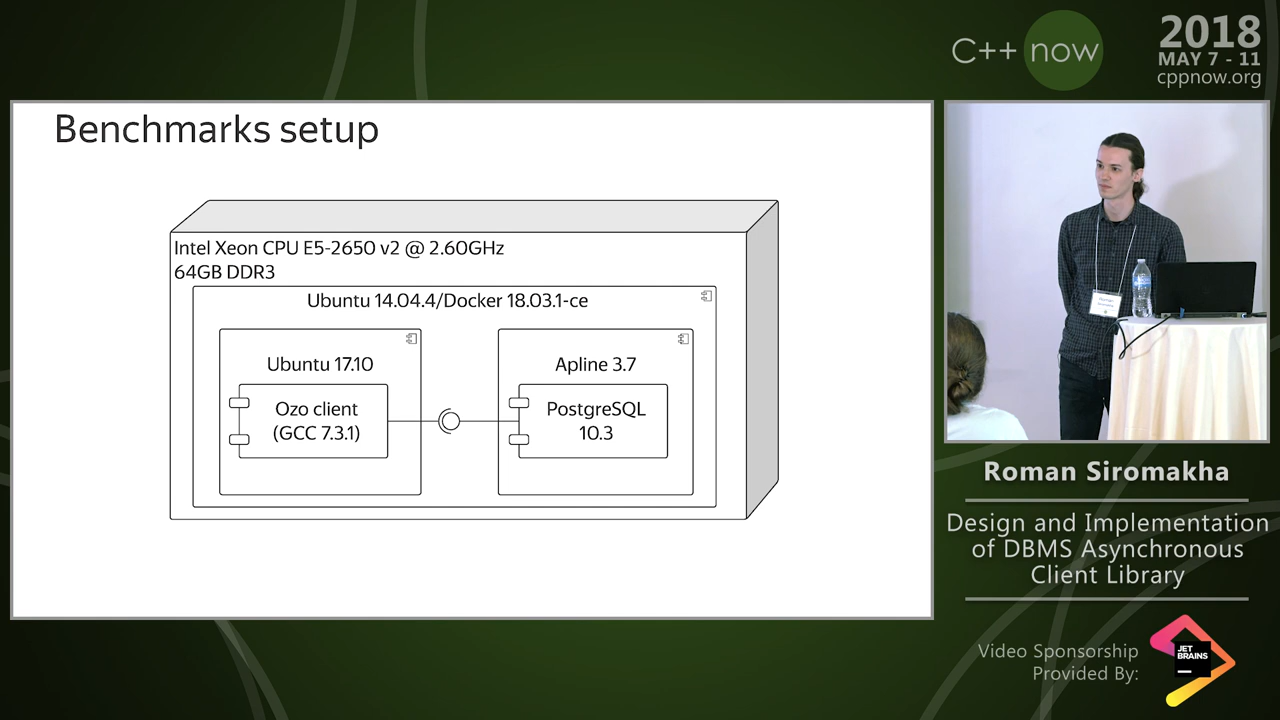 C++ now
2018
MAY 7 - 11
cppnow.org
Benchmarks setup
Intel Xeon CPU E5-2650 v2 @ 2.60GHz
64GB DDR3
Ubuntu 14.04.4/Docker 18.03.1-ce
Ubuntu 17.10
Ozo client
(GCC 7.3.1)
Apline 3.7
PostgreSQL
10.3
Roman
Roman Siromakha
Design and Implementation
of DBMS Asynchronous
Client Library
Video Sponsorship
Provided By:
JET
BRAINS